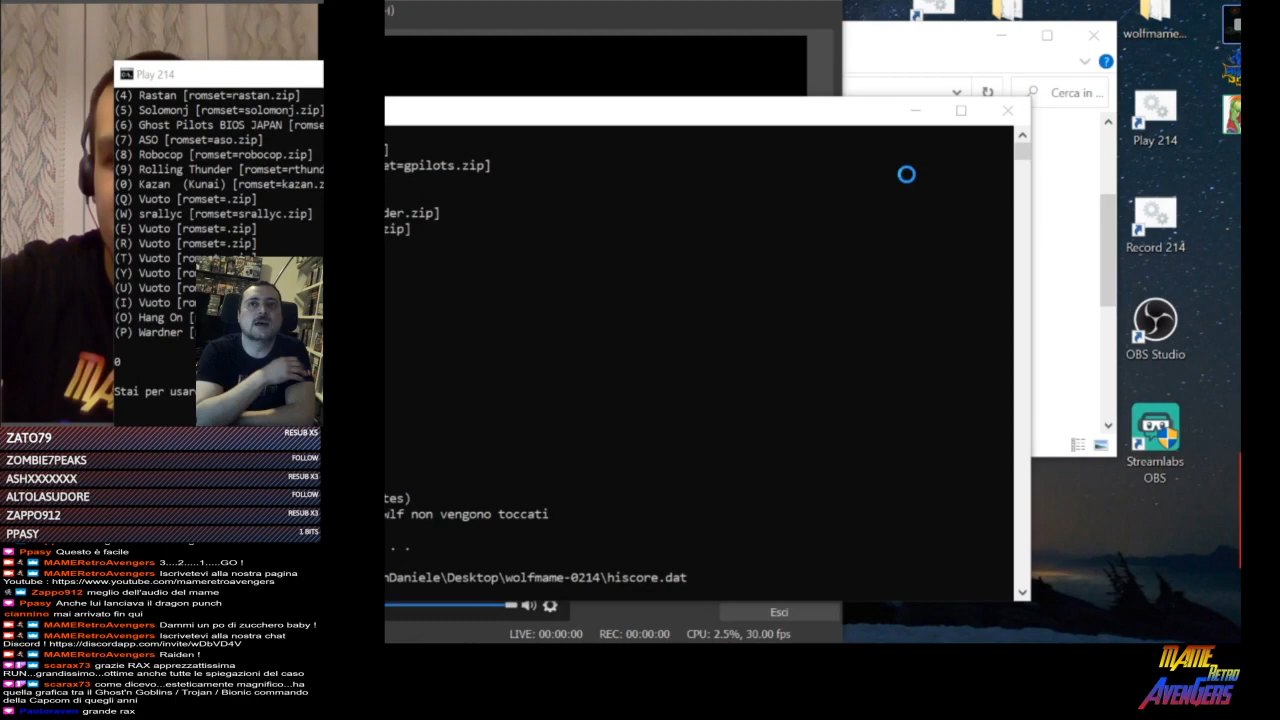 Play 214
(4) Rastan [romset=rastan.zip]
(5) Solomonj [romset=solomonj.zip]
(6) Ghost Pilots BIOS JAPAN [romse
(7) ASO [romset=aso.zip]
(8) Robocop [romset=robocop.zip]
(9) Rolling Thunder [romset=rthund
(0) Kazan (Kunai) [romset=kazan.z
(Q) Vuoto [romset=.zip]
(W) srallyc [romset=srallyc.zip]
(E) Vuoto [romset=.zip]
(R) Vuoto [romset=.zip]
(T) Vuoto [ro
(Y) Vuoto [ro
(U) Vuoto [ro
(I) Vuoto [ro
(O) Hang On [
(P) Wardner [
0
Stai per usar
ZATO79 RESUB X5
ZOMBIE7PEAKS FOLLOW
ASHXXXXXXX RESUB X3
ALTOLASUDORE FOLLOW
ZAPPO912 RESUB X3
PPASY 1 BITS
Ppasy Questo è facile
MAMERetroAvengers 3....2.....1.....GO !
MAMERetroAvengers Iscrivetevi alla nostra pagina
Youtube : https://www.youtube.com/mameretroavengers
Zappo912 meglio dell'audio del mame
Ppasy Anche lui lanciava il dragon punch
ciannino mai arrivato fin qui
MAMERetroAvengers Dammi un po di zucchero baby !
MAMERetroAvengers Iscrivetevi alla nostra chat
Discord ! https://discordapp.com/invite/wDbVD4V
MAMERetroAvengers Raiden !
scarax73 grazie RAX apprezzattissima
RUN...grandissimo...ottime anche tutte le spiegazioni del caso
scarax73 come dicevo...esteticamente magnifico...ha
quella grafica tra il Ghost'n Goblins / Trojan / Bionic commando
della Capcom di quegli anni
grande rax
]
et=gpilots.zip]
der.zip]
zip]
tes)
wlf non vengono toccati
. .
nDaniele\Desktop\wolfmame-0214\hiscore.dat
Esci
LIVE: 00:00:00 REC: 00:00:00 CPU: 2.5%, 30.00 fps
Cerca in ...
wolfmame...
Play 214
Record 214
OBS Studio
Streamlabs
OBS
MAME
RETRO
AVENGERS